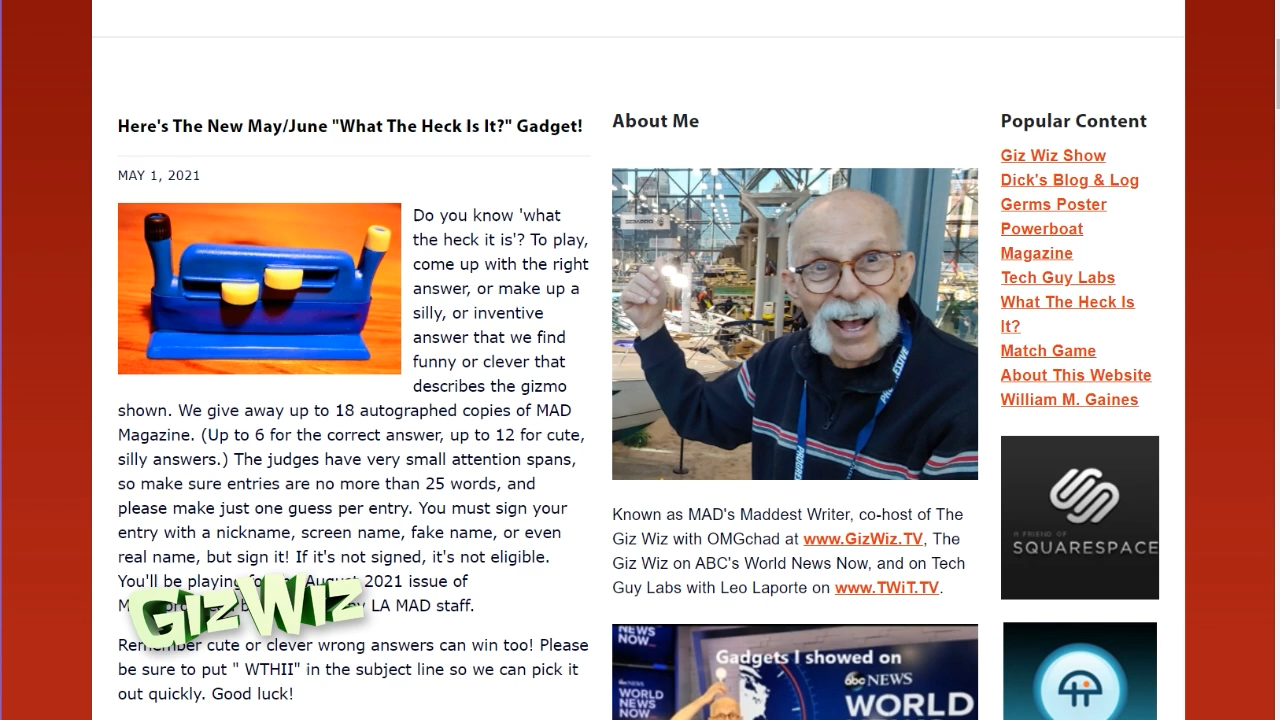 Here's The New May/June "What The Heck Is It?" Gadget!
MAY 1, 2021
Do you know 'what
the heck it is'? To play,
come up with the right
answer, or make up a
silly, or inventive
answer that we find
funny or clever that
describes the gizmo
shown. We give away up to 18 autographed copies of MAD
Magazine. (Up to 6 for the correct answer, up to 12 for cute,
silly answers.) The judges have very small attention spans,
so make sure entries are no more than 25 words, and
please make just one guess per entry. You must sign your
entry with a nickname, screen name, fake name, or even
real name, but sign it! If it's not signed, it's not eligible.
You'll be playing August 2021 issue of
LA MAD staff.
GizWiz
Remember cute or clever wrong answers can win too! Please
be sure to put " WTHII" in the subject line so we can pick it
out quickly. Good luck!
About Me
Known as MAD's Maddest Writer, co-host of The
Giz Wiz with OMGchad at www.GizWiz.TV, The
Giz Wiz on ABC's World News Now, and on Tech
Guy Labs with Leo Laporte on www.TWiT.TV.
NEWS
NOW
Gadgets I showed on
abc NEWS
WORLD
NEWS
NOW
WORLD
Popular Content
Giz Wiz Show
Dick's Blog & Log
Germs Poster
Powerboat
Magazine
Tech Guy Labs
What The Heck Is
It?
Match Game
About This Website
William M. Gaines
FRIEND OF
SQUARESPACE